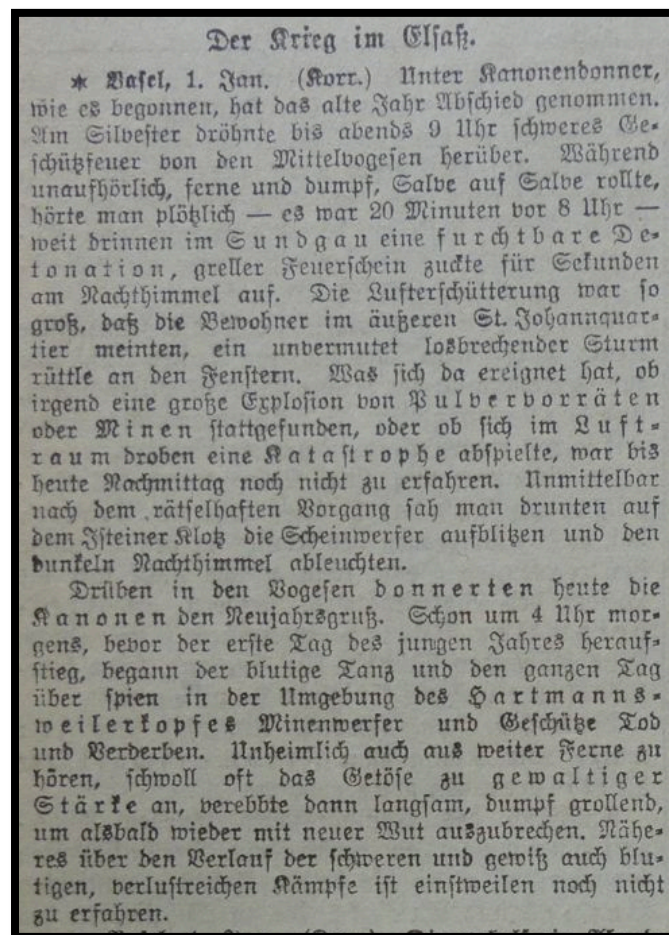 Der Krieg im Elsaß.
* Basel, 1. Jan. (Korr.) Unter Kanonendonner,
wie es begonnen, hat das alte Jahr Abschied genommen.
Am Silvester dröhnte bis abends 9 Uhr schweres Ge-
schützfeuer von den Mittelvogesen herüber. Während
unaufhörlich, ferne und dumpf, Salve auf Salve rollte,
hörte man plötzlich — es war 20 Minuten vor 8 Uhr —
weit drinnen im Sundgau eine furchtbare De-
tonation, greller Feuerschein zuckte für Sekunden
am Nachthimmel auf. Die Lufterschütterung war so
groß, daß die Bewohner im äußeren St. Johannquar-
tier meinten, ein unvermutet losbrechender Sturm
rüttle an den Fenstern. Was sich da ereignet hat, ob
irgend eine große Explosion von Pulvervorräten
oder Minen stattgefunden, oder ob sich im Luft-
raum droben eine Katastrophe abspielte, war bis
heute Nachmittag noch nicht zu erfahren. Unmittelbar
nach dem rätselhaften Vorgang sah man drunten auf
dem Isteiner Klotz die Scheinwerfer aufblitzen und den
dunkeln Nachthimmel ableuchten.
Drüben in den Vogesen donnerten heute die
Kanonen den Neujahrsgruß. Schon um 4 Uhr mor-
gens, bevor der erste Tag des jungen Jahres herauf-
stieg, begann der blutige Tanz und den ganzen Tag
über spien in der Umgebung des Hartmanns-
weilerkopfes Minenwerfer und Geschütze Tod
und Verderben. Unheimlich auch aus weiter Ferne zu
hören, schwoll oft das Getöse zu gewaltiger
Stärke an, verebbte dann langsam, dumpf grollend,
um alsbald wieder mit neuer Wut auszubrechen. Nähe-
res über den Verlauf der schweren und gewiß auch blu-
tigen, verlustreichen Kämpfe ist einstweilen noch nicht
zu erfahren.